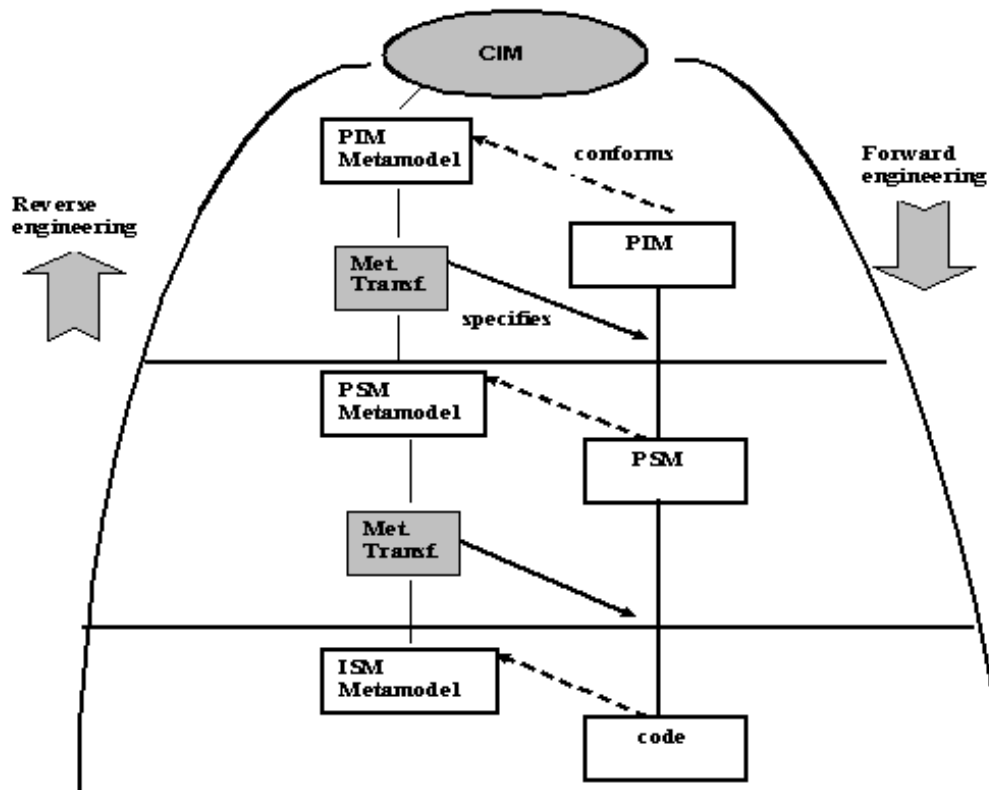 CIM
PIM
Metamodel
conforms
Forward
engineering
Reverse
engineering
PIM
Met.
Transf.
specifies
PSM
Metamodel
PSM
Met.
Transf.
ISM
Metamodel
code